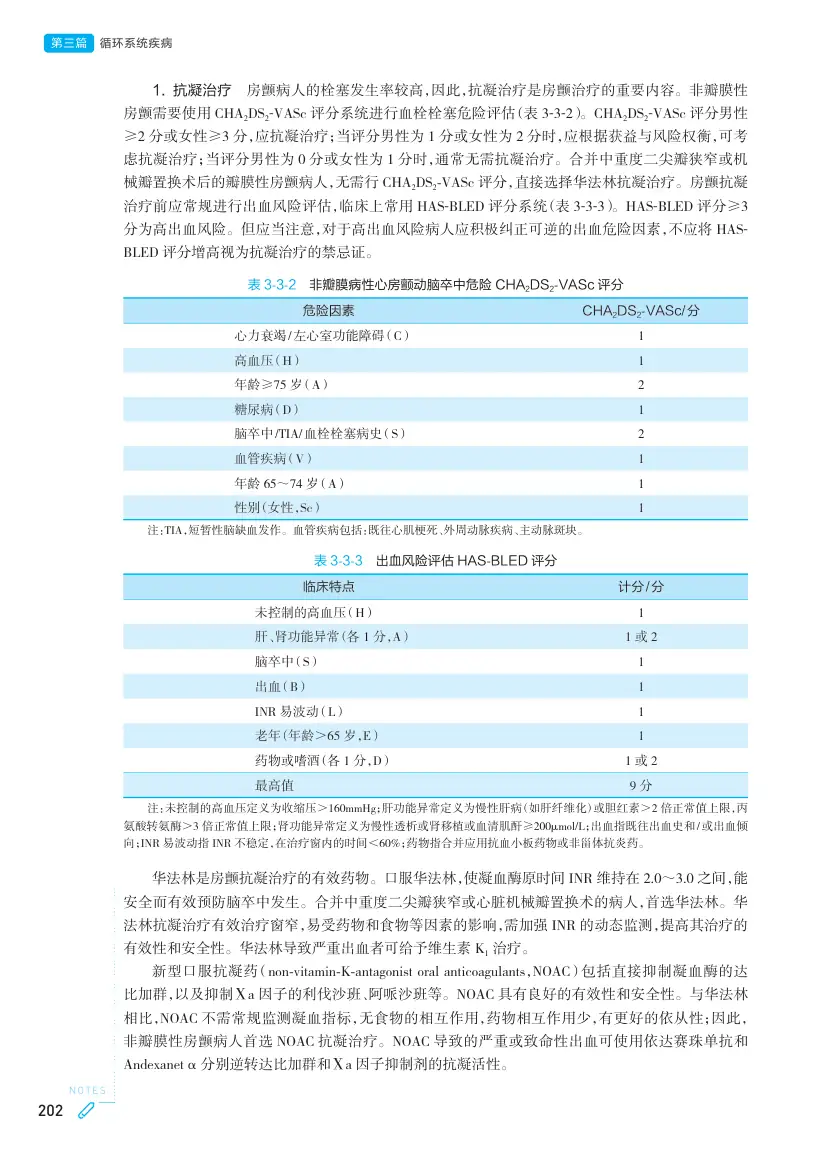 第三篇 循环系统疾病
1. 抗凝治疗 房颤病人的栓塞发生率较高,因此,抗凝治疗是房颤治疗的重要内容。非瓣膜性
房颤需要使用 CHA₂DS₂-VASc 评分系统进行血栓栓塞危险评估(表 3-3-2)。CHA₂DS₂-VASc 评分男性
≥2 分或女性≥3 分,应抗凝治疗;当评分男性为 1 分或女性为 2 分时,应根据获益与风险权衡,可考
虑抗凝治疗;当评分男性为 0 分或女性为 1 分时,通常无需抗凝治疗。合并中重度二尖瓣狭窄或机
械瓣置换术后的瓣膜性房颤病人,无需行 CHA₂DS₂-VASc 评分,直接选择华法林抗凝治疗。房颤抗凝
治疗前应常规进行出血风险评估,临床上常用 HAS-BLED 评分系统(表 3-3-3)。HAS-BLED 评分≥3
分为高出血风险。但应当注意,对于高出血风险病人应积极纠正可逆的出血危险因素,不应将 HAS-
BLED 评分增高视为抗凝治疗的禁忌证。
表 3-3-2 非瓣膜病性心房颤动脑卒中危险 CHA₂DS₂-VASc 评分
危险因素 CHA₂DS₂-VASc/分
心力衰竭/左心室功能障碍(C) 1
高血压(H) 1
年龄≥75 岁(A) 2
糖尿病(D) 1
脑卒中/TIA/血栓栓塞病史(S) 2
血管疾病(V) 1
年龄 65～74 岁(A) 1
性别(女性,Sc) 1
注:TIA,短暂性脑缺血发作。血管疾病包括:既往心肌梗死、外周动脉疾病、主动脉斑块。
表 3-3-3 出血风险评估 HAS-BLED 评分
临床特点 计分/分
未控制的高血压(H) 1
肝、肾功能异常(各 1 分,A) 1 或 2
脑卒中(S) 1
出血(B) 1
INR 易波动(L) 1
老年(年龄>65 岁,E) 1
药物或嗜酒(各 1 分,D) 1 或 2
最高值 9 分
注:未控制的高血压定义为收缩压>160mmHg;肝功能异常定义为慢性肝病(如肝纤维化)或胆红素>2 倍正常值上限,丙
氨酸转氨酶>3 倍正常值上限;肾功能异常定义为慢性透析或肾移植或血清肌酐≥200μmol/L;出血指既往出血史和/或出血倾
向;INR 易波动指 INR 不稳定,在治疗窗内的时间<60%;药物指合并应用抗血小板药物或非甾体抗炎药。
华法林是房颤抗凝治疗的有效药物。口服华法林,使凝血酶原时间 INR 维持在 2.0～3.0 之间,能
安全而有效预防脑卒中发生。合并中重度二尖瓣狭窄或心脏机械瓣置换术的病人,首选华法林。华
法林抗凝治疗有效治疗窗窄,易受药物和食物等因素的影响,需加强 INR 的动态监测,提高其治疗的
有效性和安全性。华法林导致严重出血者可给予维生素 K₁ 治疗。
新型口服抗凝药(non-vitamin-K-antagonist oral anticoagulants,NOAC)包括直接抑制凝血酶的达
比加群,以及抑制Ⅹa 因子的利伐沙班、阿哌沙班等。NOAC 具有良好的有效性和安全性。与华法林
相比,NOAC 不需常规监测凝血指标,无食物的相互作用,药物相互作用少,有更好的依从性;因此,
非瓣膜性房颤病人首选 NOAC 抗凝治疗。NOAC 导致的严重或致命性出血可使用依达赛珠单抗和
Andexanet α 分别逆转达比加群和Ⅹa 因子抑制剂的抗凝活性。
NOTES
202